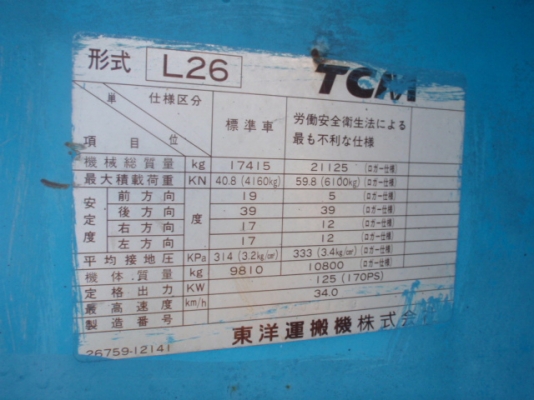 形式 L26 TCM
単位 仕様区分 項目 標準車 労働安全衛生法による最も不利な仕様
機械総質量 kg 17415 21125 (ロガー仕様)
最大積載荷重 KN 40.8 (4160kg) 59.8 (6100kg) (ロガー仕様)
安定度 前方向 度 19 5 (ロガー仕様)
後方向 39 39 (ロガー仕様)
右方向 17 12 (ロガー仕様)
左方向 17 12 (ロガー仕様)
平均接地圧 KPa 314 (3.2kg/cm²) 333 (3.4kg/cm²) (ロガー仕様)
機体質量 kg 9810 10800 (ロガー仕様)
定格出力 KW 125 (170PS)
最高速度 km/h 34.0
製造番号
東洋運搬機株式会
26759-12141